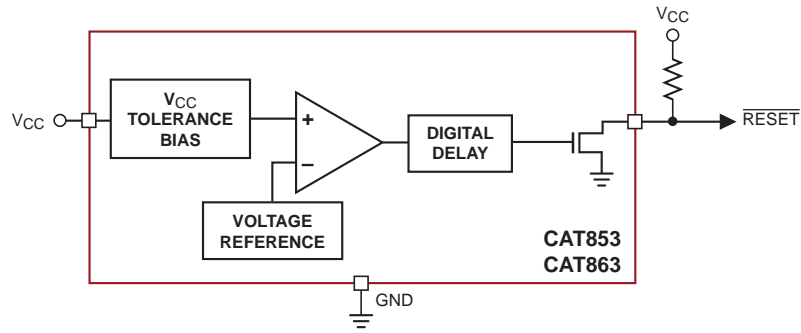 VCC
VCC
VCC
TOLERANCE
BIAS
+
–
DIGITAL
DELAY
RESET
VOLTAGE
REFERENCE
CAT853
CAT863
GND